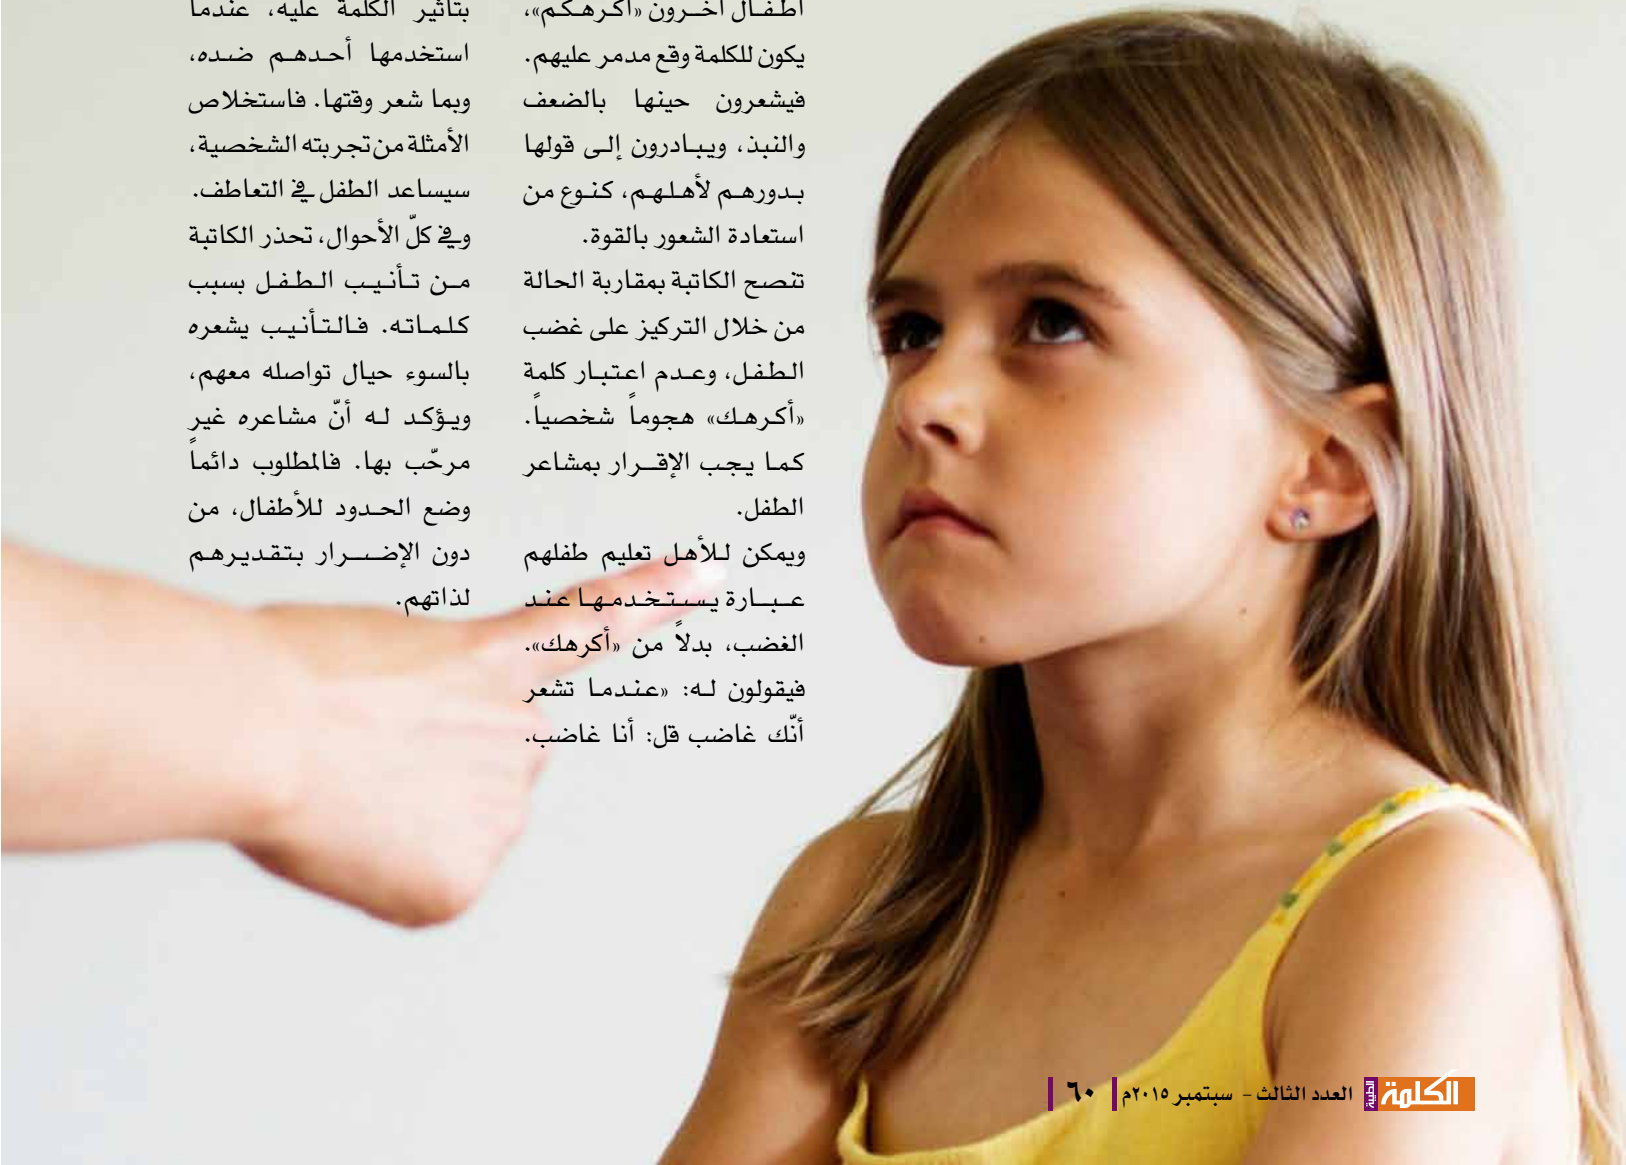 أطفال آخرون «أكرهكم»،
يكون للكلمة وقع مدمر عليهم.
فيشعرون حينها بالضعف
والنبذ، ويبادرون إلى قولها
بدورهم لأهلهم، كنوع من
استعادة الشعور بالقوة.
تنصح الكاتبة بمقاربة الحالة
من خلال التركيز على غضب
الطفل، وعدم اعتبار كلمة
«أكرهك» هجوماً شخصياً.
كما يجب الإقرار بمشاعر
الطفل.
ويمكن للأهل تعليم طفلهم
عبارة يستخدمها عند
الغضب، بدلاً من «أكرهك».
فيقولون له: «عندما تشعر
أنّك غاضب قل: أنا غاضب.
بتأثير الكلمة عليه، عندما
استخدمها أحدهم ضده،
وبما شعر وقتها. فاستخلاص
الأمثلة من تجربته الشخصية،
سيساعد الطفل في التعاطف.
وفي كلّ الأحوال، تحذر الكاتبة
من تأنيب الطفل بسبب
كلماته. فالتأنيب يشعره
بالسوء حيال تواصله معهم،
ويؤكد له أنّ مشاعره غير
مرحّب بها. فالمطلوب دائماً
وضع الحدود للأطفال، من
دون الإضرار بتقديرهم
لذاتهم.
الكلمة الطيبة العدد الثالث - سبتمبر ٢٠١٥م ٦٠